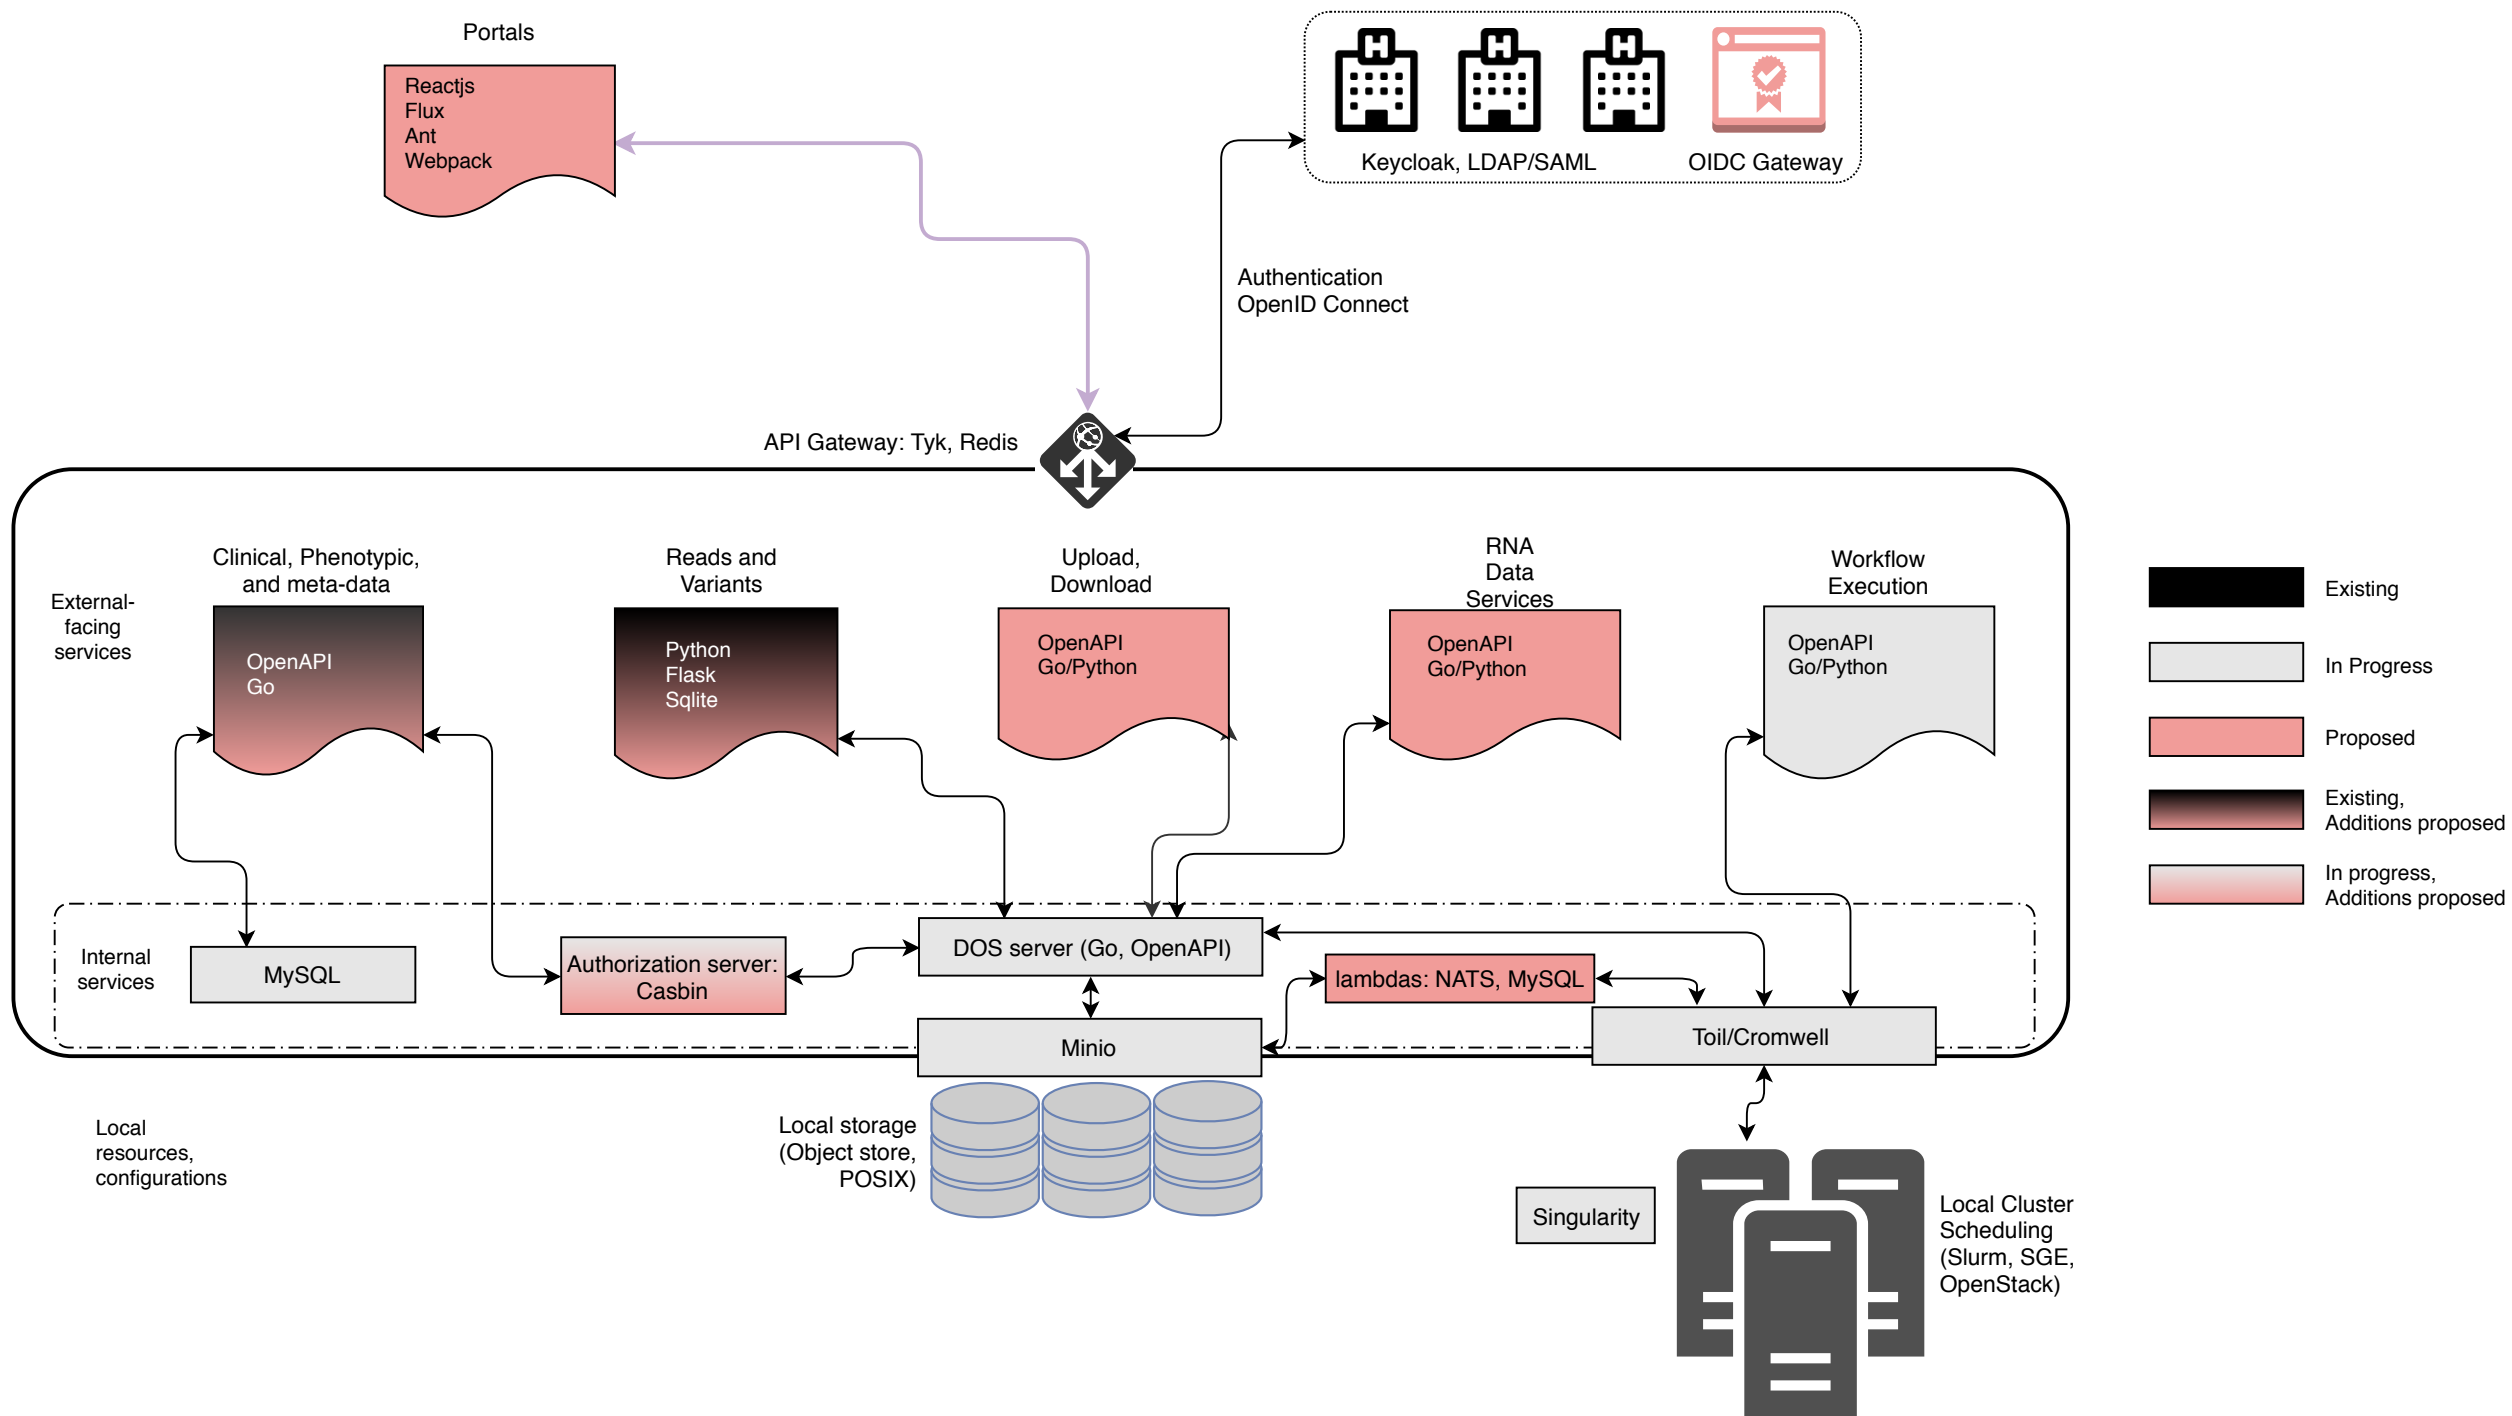 Portals
Reactjs
Flux
Ant
Webpack
Keycloak, LDAP/SAML
OIDC Gateway
Authentication
OpenID Connect
API Gateway: Tyk, Redis
External-
facing
services
Clinical, Phenotypic,
and meta-data
OpenAPI
Go
Reads and
Variants
Python
Flask
Sqlite
Upload,
Download
OpenAPI
Go/Python
RNA
Data
Services
OpenAPI
Go/Python
Workflow
Execution
OpenAPI
Go/Python
Existing
In Progress
Proposed
Existing,
Additions proposed
In progress,
Additions proposed
Internal
services
MySQL
Authorization server:
Casbin
DOS server (Go, OpenAPI)
lambdas: NATS, MySQL
Minio
Toil/Cromwell
Local
resources,
configurations
Local storage
(Object store,
POSIX)
Singularity
Local Cluster
Scheduling
(Slurm, SGE,
OpenStack)